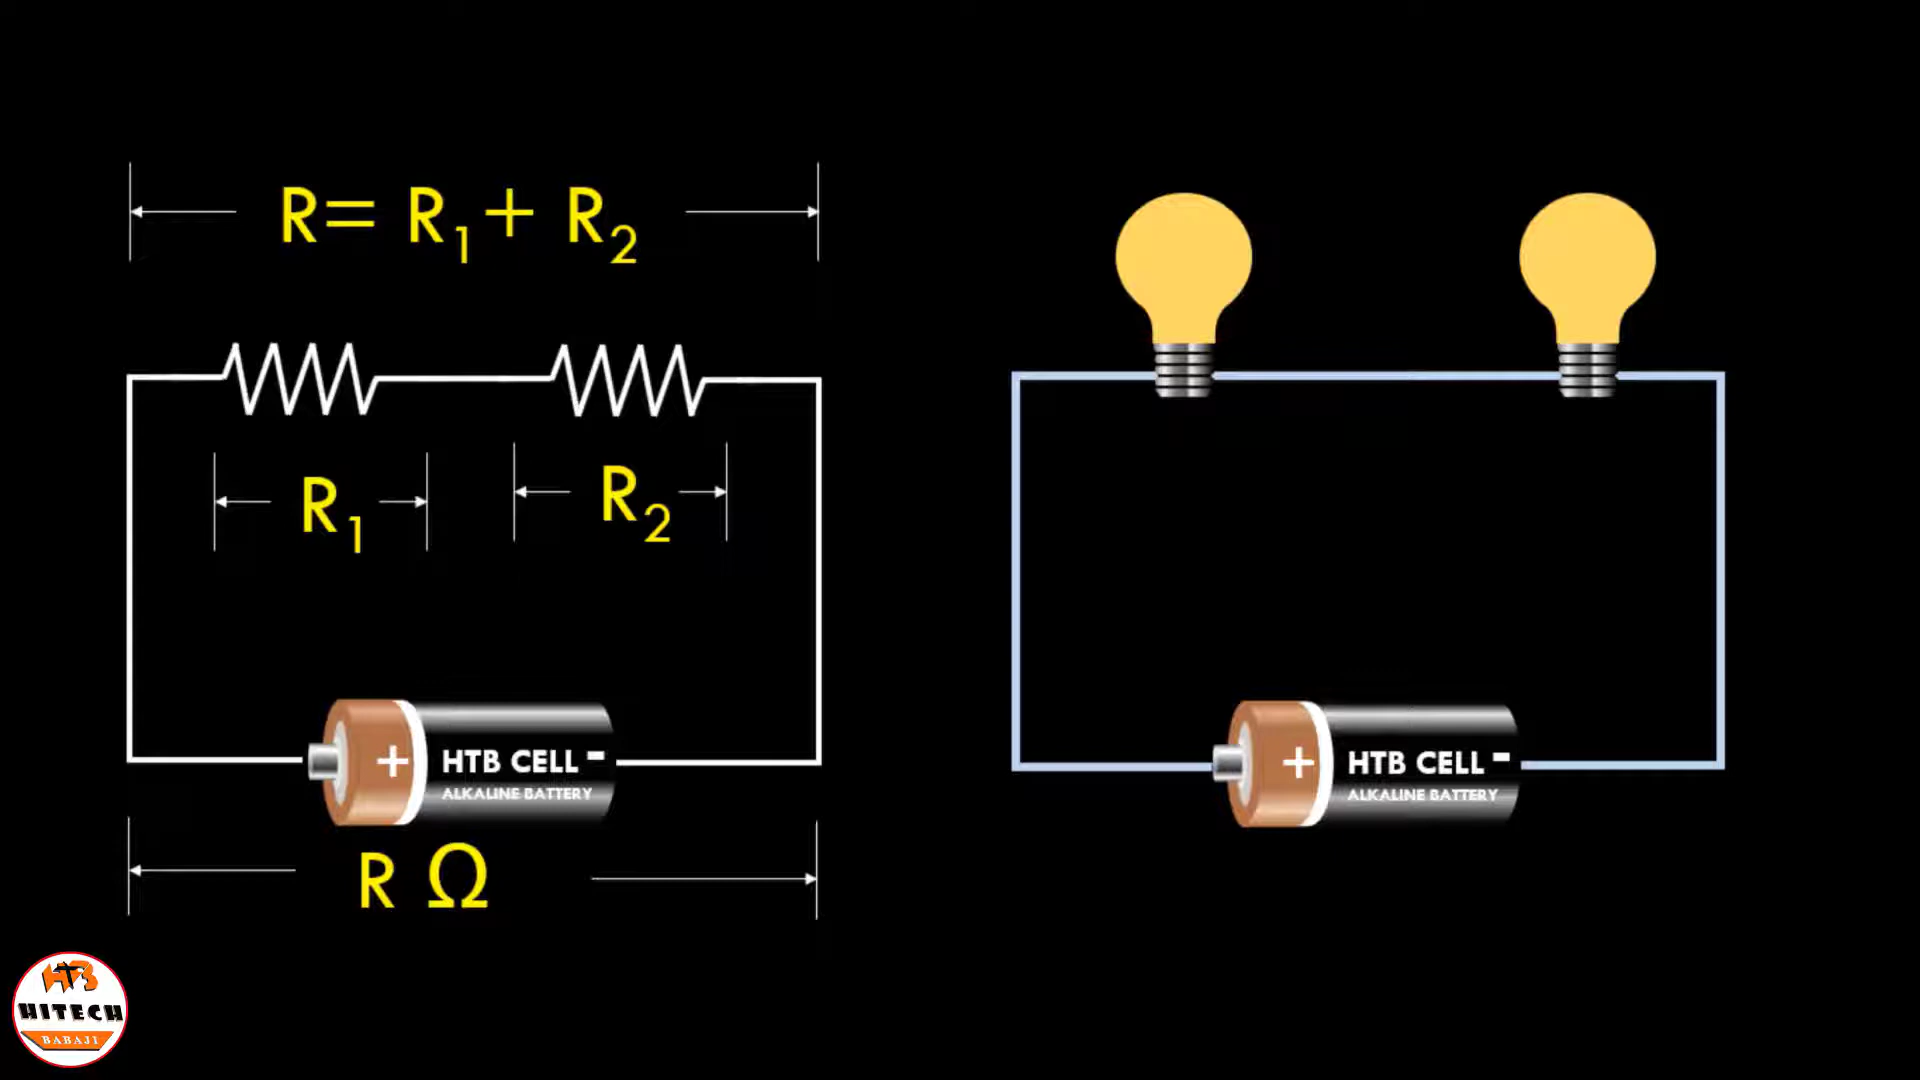 R= R₁+ R₂
R₁
R₂
+ HTB CELL -
ALKALINE BATTERY
R Ω
+ HTB CELL -
ALKALINE BATTERY
HTB
HITECH
BABAJI